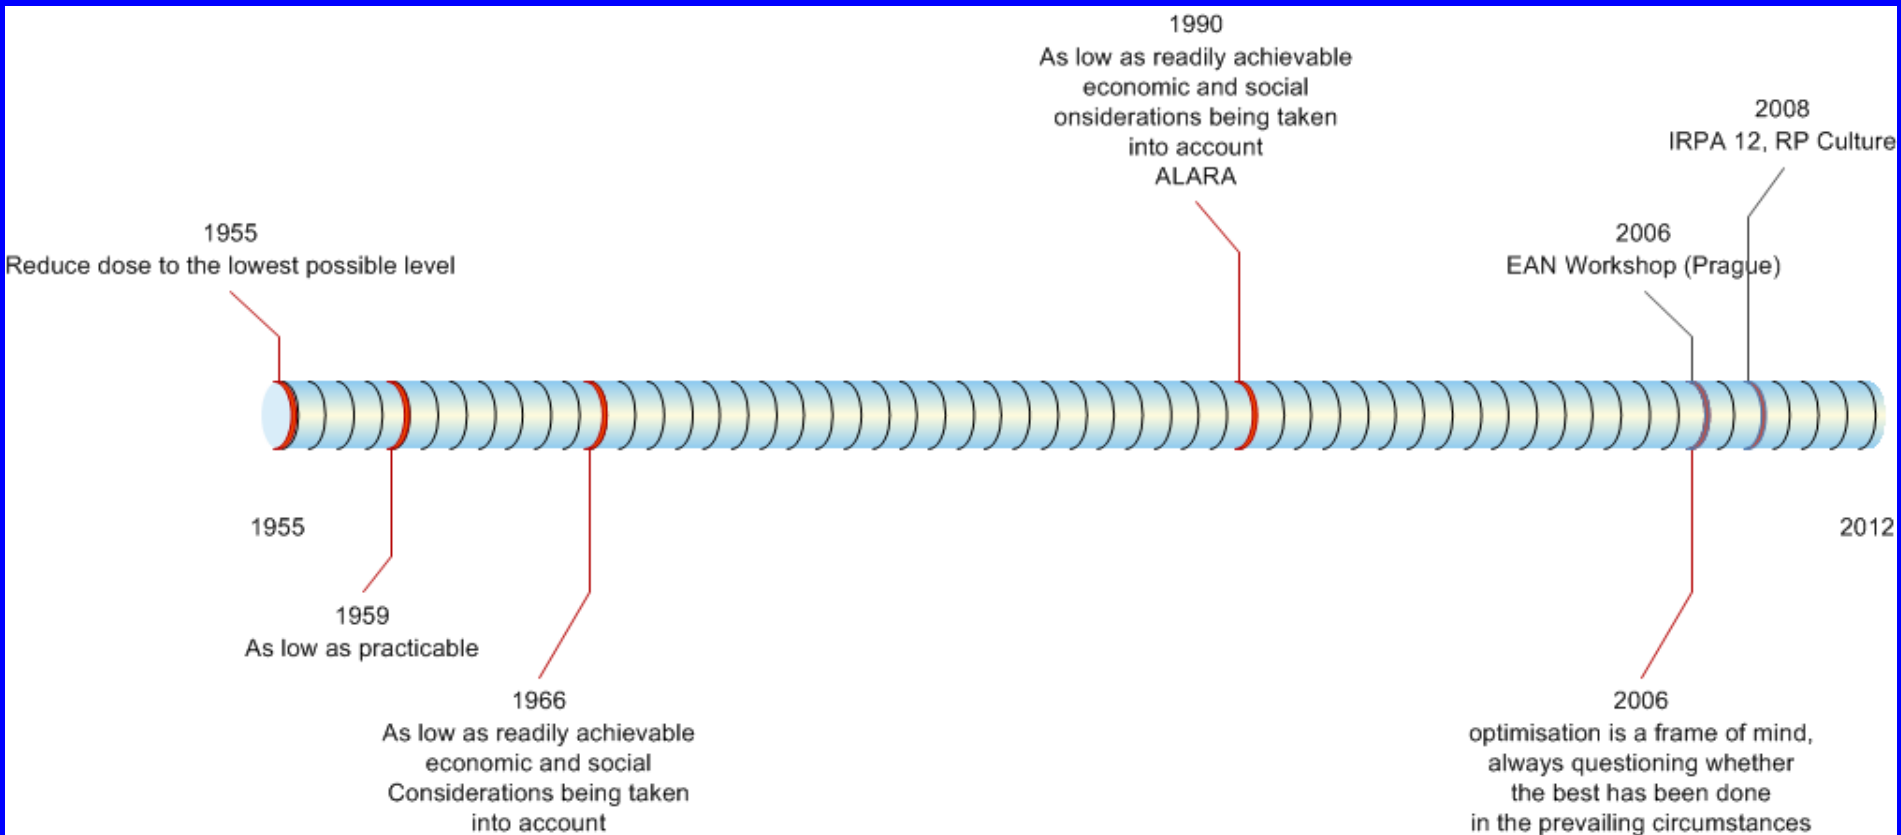 1990
As low as readily achievable
economic and social
onsiderations being taken
into account
ALARA
2008
IRPA 12, RP Culture
1955
Reduce dose to the lowest possible level
2006
EAN Workshop (Prague)
1955
2012
1959
As low as practicable
1966
As low as readily achievable
economic and social
Considerations being taken
into account
2006
optimisation is a frame of mind,
always questioning whether
the best has been done
in the prevailing circumstances